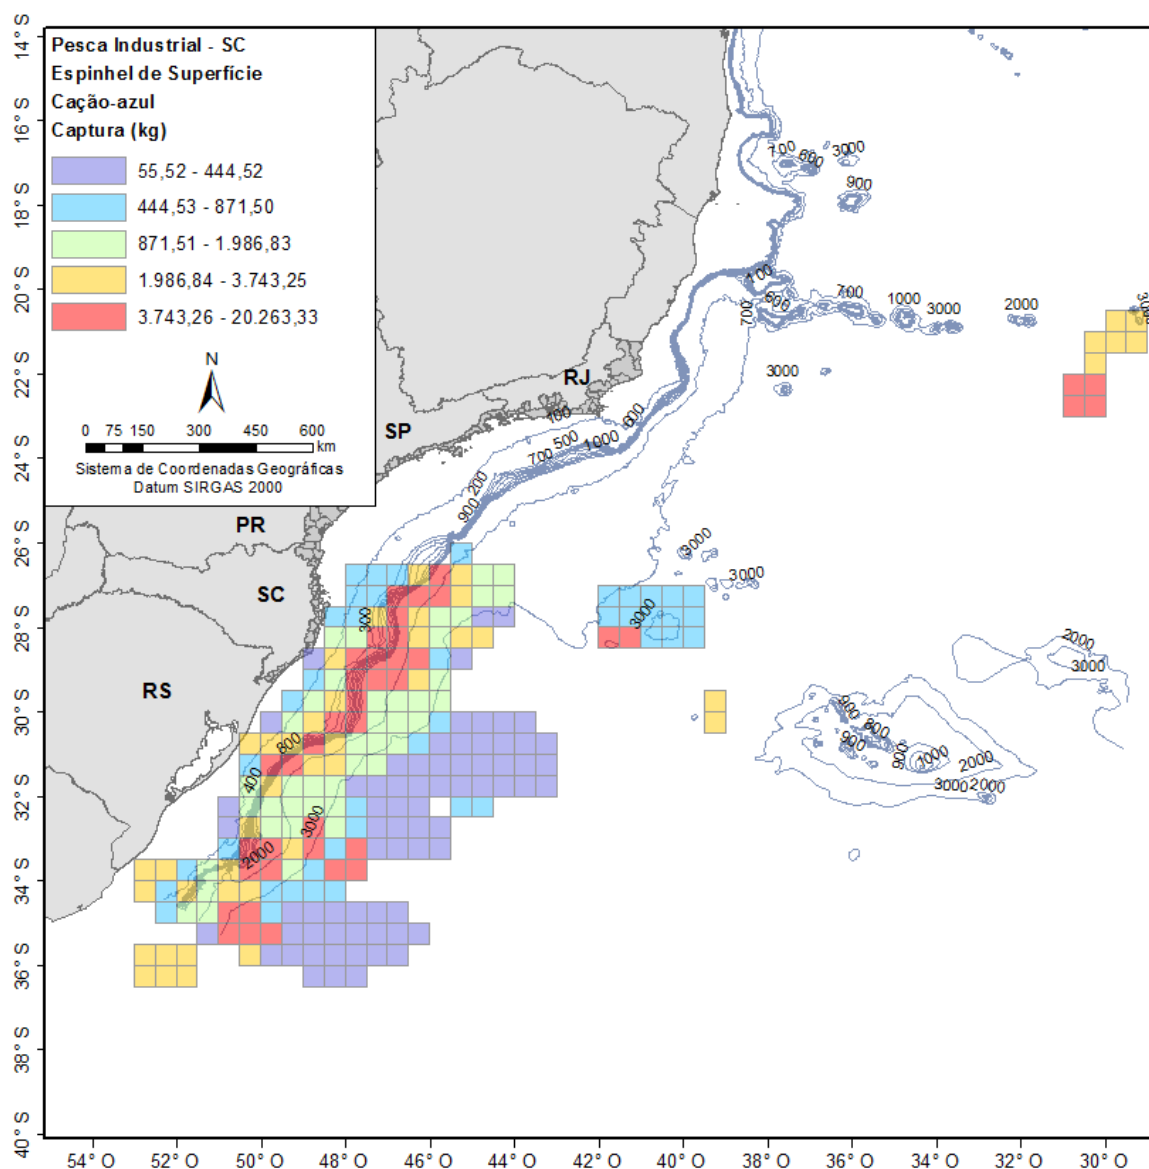 Pesca Industrial - SC
Espinhel de Superfície
Cação-azul
Captura (kg)
55,52 - 444,52
444,53 - 871,50
871,51 - 1.986,83
1.986,84 - 3.743,25
3.743,26 - 20.263,33
N
0 75 150 300 450 600
km
Sistema de Coordenadas Geográficas
Datum SIRGAS 2000
14° S
16° S
18° S
20° S
22° S
24° S
26° S
28° S
30° S
32° S
34° S
36° S
38° S
40° S
700
600
3000
900
100
600
700
700
1000
3000
2000
3000
3000
RJ
SP
PR
SC
RS
100
600
500
1000
700
200
900
3000
3000
300
3000
2000
3000
900
800
900
900
1000
2000
3000
2000
800
400
3000
2000
54° O
52° O
50° O
48° O
46° O
44° O
42° O
40° O
38° O
36° O
34° O
32° O
30° O